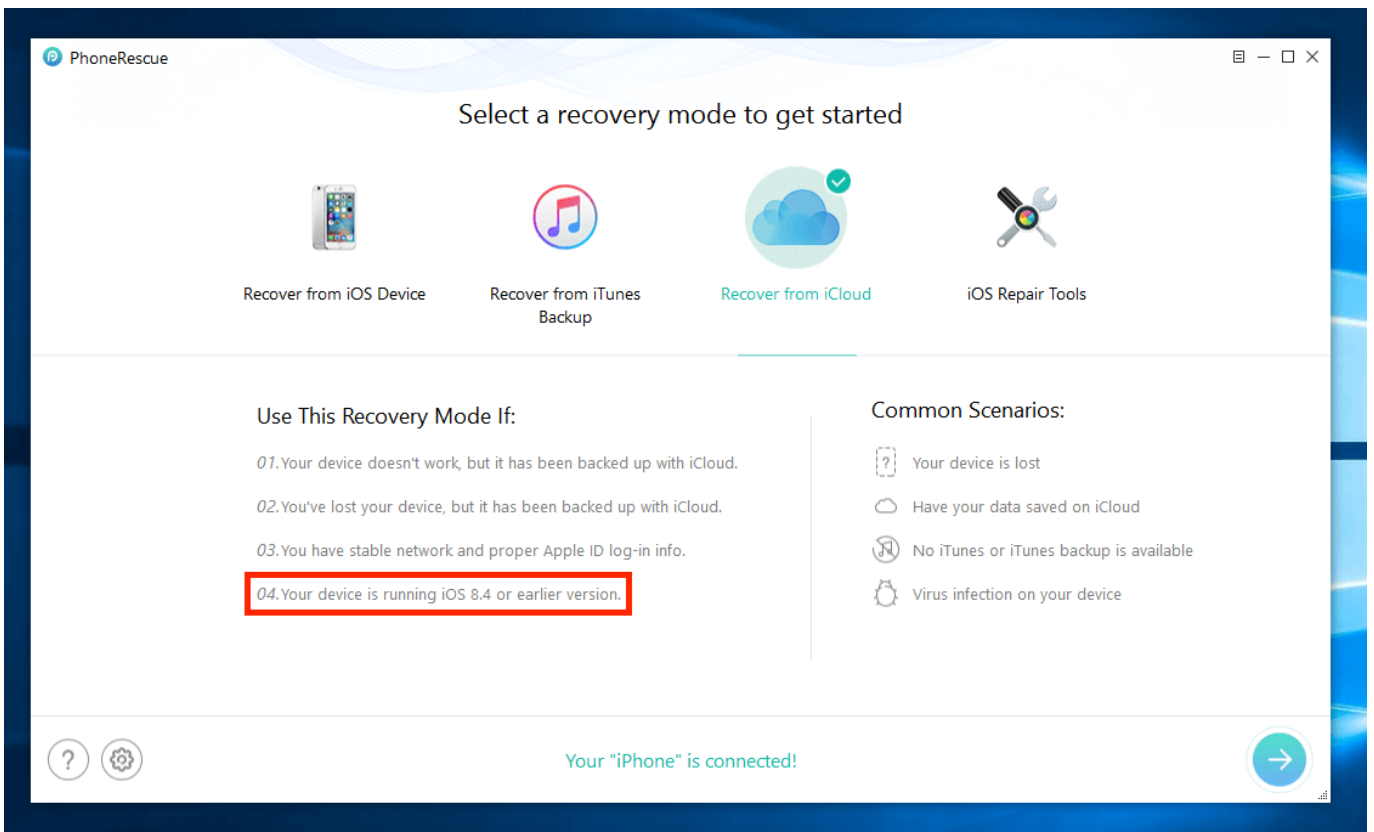 PhoneRescue
Select a recovery mode to get started
Recover from iOS Device
Recover from iTunes
Backup
Recover from iCloud
iOS Repair Tools
Use This Recovery Mode If:
01.Your device doesn't work, but it has been backed up with iCloud.
02.You've lost your device, but it has been backed up with iCloud.
03.You have stable network and proper Apple ID log-in info.
04.Your device is running iOS 8.4 or earlier version.
Common Scenarios:
? Your device is lost
Have your data saved on iCloud
No iTunes or iTunes backup is available
Virus infection on your device
?
Your "iPhone" is connected!